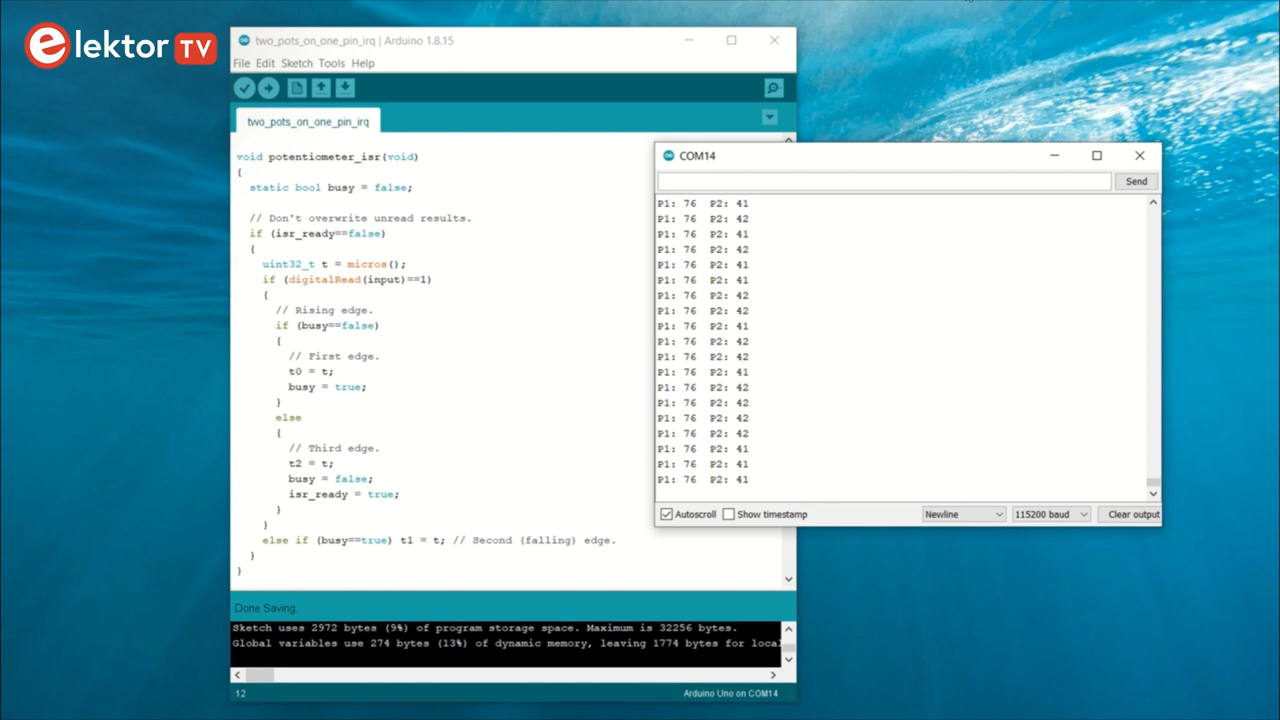 elektor TV
two_pots_on_one_pin_irq | Arduino 1.8.15
File Edit Sketch Tools Help
two_pots_on_one_pin_irq
void potentiometer_isr(void)
{
static bool busy = false;
// Don't overwrite unread results.
if (isr_ready==false)
{
uint32_t t = micros();
if (digitalRead(input)==1)
{
// Rising edge.
if (busy==false)
{
// First edge.
t0 = t;
busy = true;
}
else
{
// Third edge.
t2 = t;
busy = false;
isr_ready = true;
}
}
else if (busy==true) t1 = t; // Second (falling) edge.
}
}
Done Saving.
Sketch uses 2972 bytes (9%) of program storage space. Maximum is 32256 bytes.
Global variables use 274 bytes (13%) of dynamic memory, leaving 1774 bytes for local
12
Arduino Uno on COM14
COM14
Send
P1: 76 P2: 41
P1: 76 P2: 42
P1: 76 P2: 41
P1: 76 P2: 42
P1: 76 P2: 41
P1: 76 P2: 41
P1: 76 P2: 42
P1: 76 P2: 42
P1: 76 P2: 41
P1: 76 P2: 42
P1: 76 P2: 42
P1: 76 P2: 41
P1: 76 P2: 42
P1: 76 P2: 42
P1: 76 P2: 42
P1: 76 P2: 42
P1: 76 P2: 41
P1: 76 P2: 41
P1: 76 P2: 41
Autoscroll Show timestamp
Newline
115200 baud
Clear output